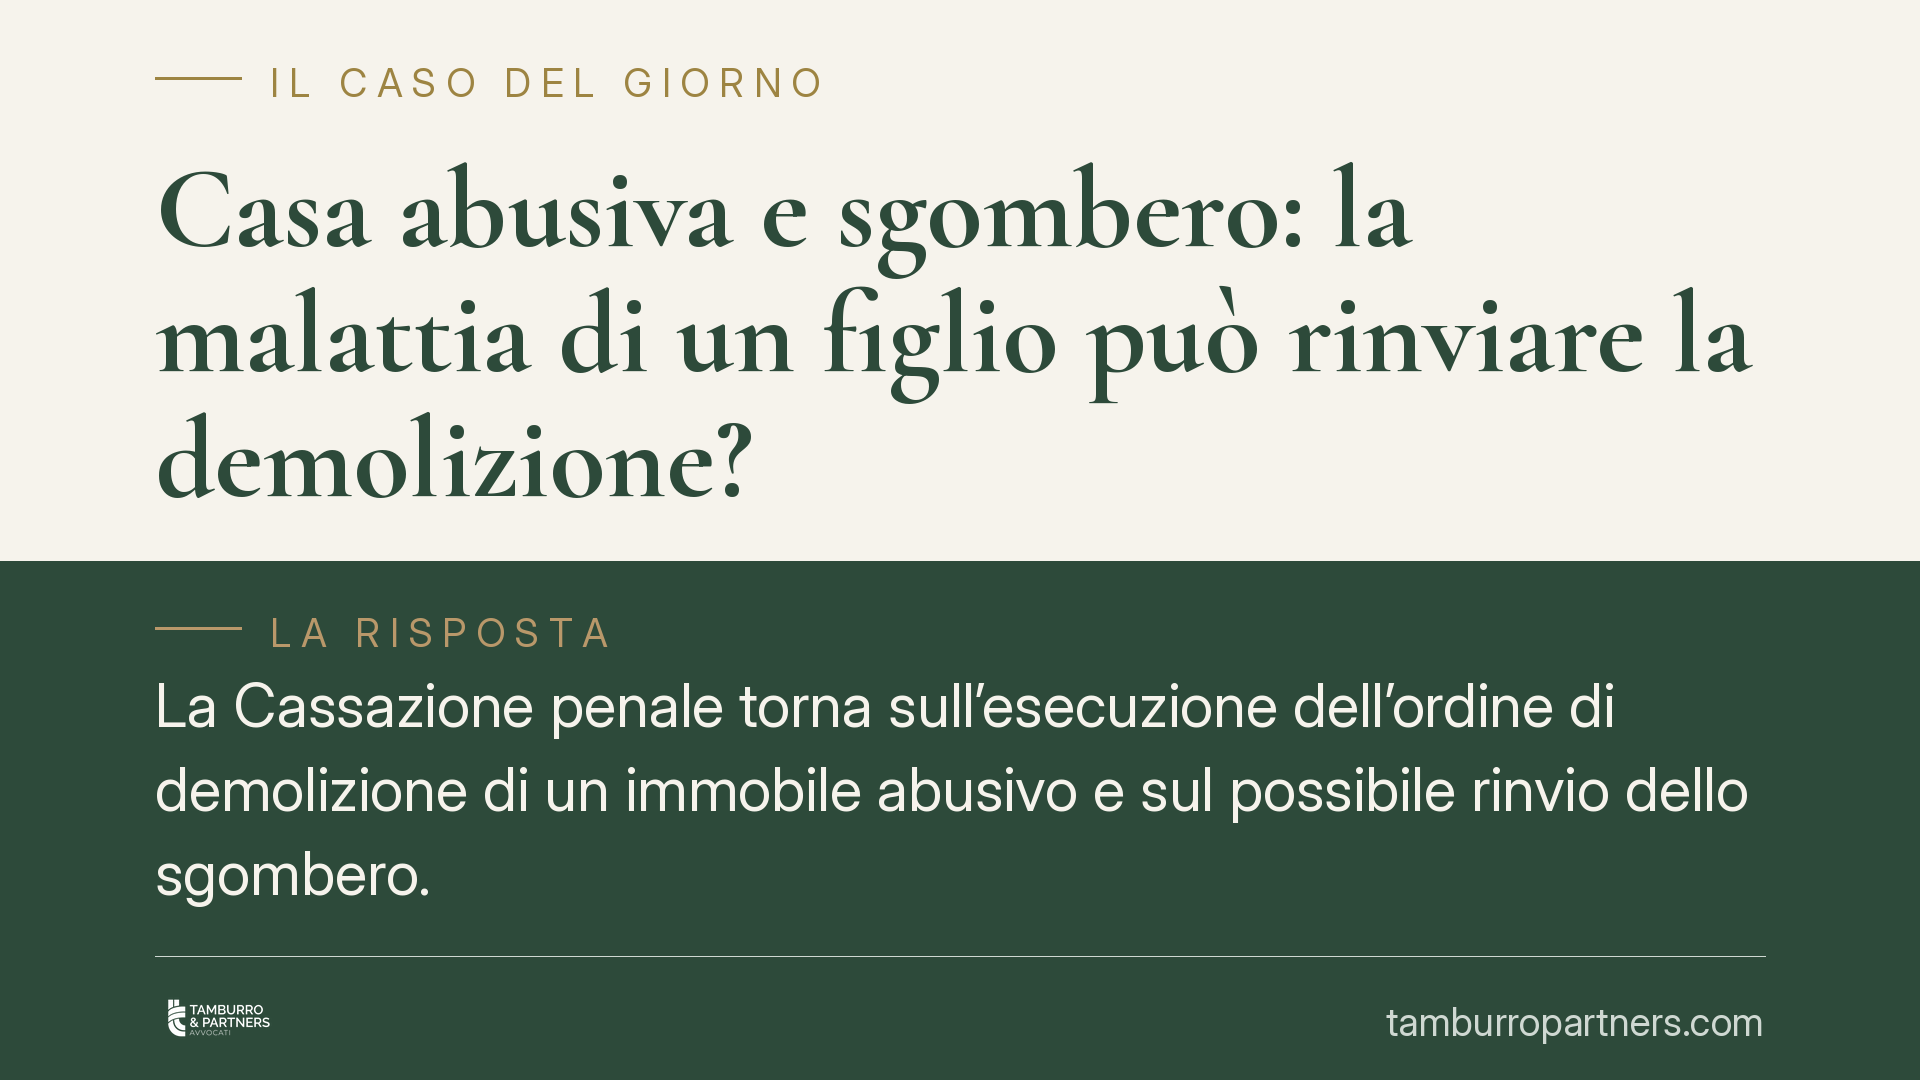 IL CASO DEL GIORNO
Casa abusiva e sgombero: la
malattia di un figlio può rinviare la
demolizione?
LA RISPOSTA
La Cassazione penale torna sull’esecuzione dell’ordine di
demolizione di un immobile abusivo e sul possibile rinvio dello
sgombero.
TAMBURRO
& PARTNERS
AVVOCATI
tamburropartners.com